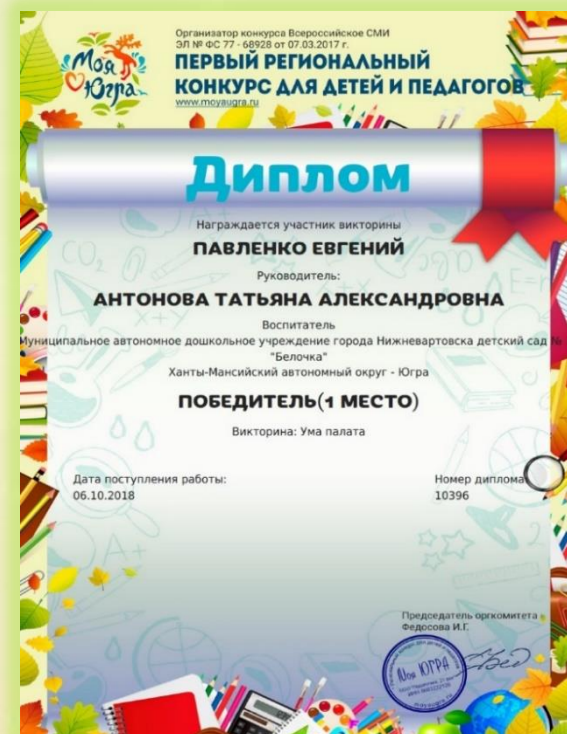 Моя
Югра
Организатор конкурса Всероссийское СМИ
ЭЛ № ФС 77 - 68928 от 07.03.2017 г.
ПЕРВЫЙ РЕГИОНАЛЬНЫЙ
КОНКУРС ДЛЯ ДЕТЕЙ И ПЕДАГОГОВ
www.moyaugra.ru
Диплом
Награждается участник викторины
ПАВЛЕНКО ЕВГЕНИЙ
Руководитель:
АНТОНОВА ТАТЬЯНА АЛЕКСАНДРОВНА
Воспитатель
Муниципальное автономное дошкольное учреждение города Нижневартовска детский сад №
"Белочка"
Ханты-Мансийский автономный округ - Югра
ПОБЕДИТЕЛЬ(1 МЕСТО)
Викторина: Ума палата
Дата поступления работы:
06.10.2018
Номер диплома
10396
Председатель оргкомитета
Федосова И.Г.
Моя ЮГРА